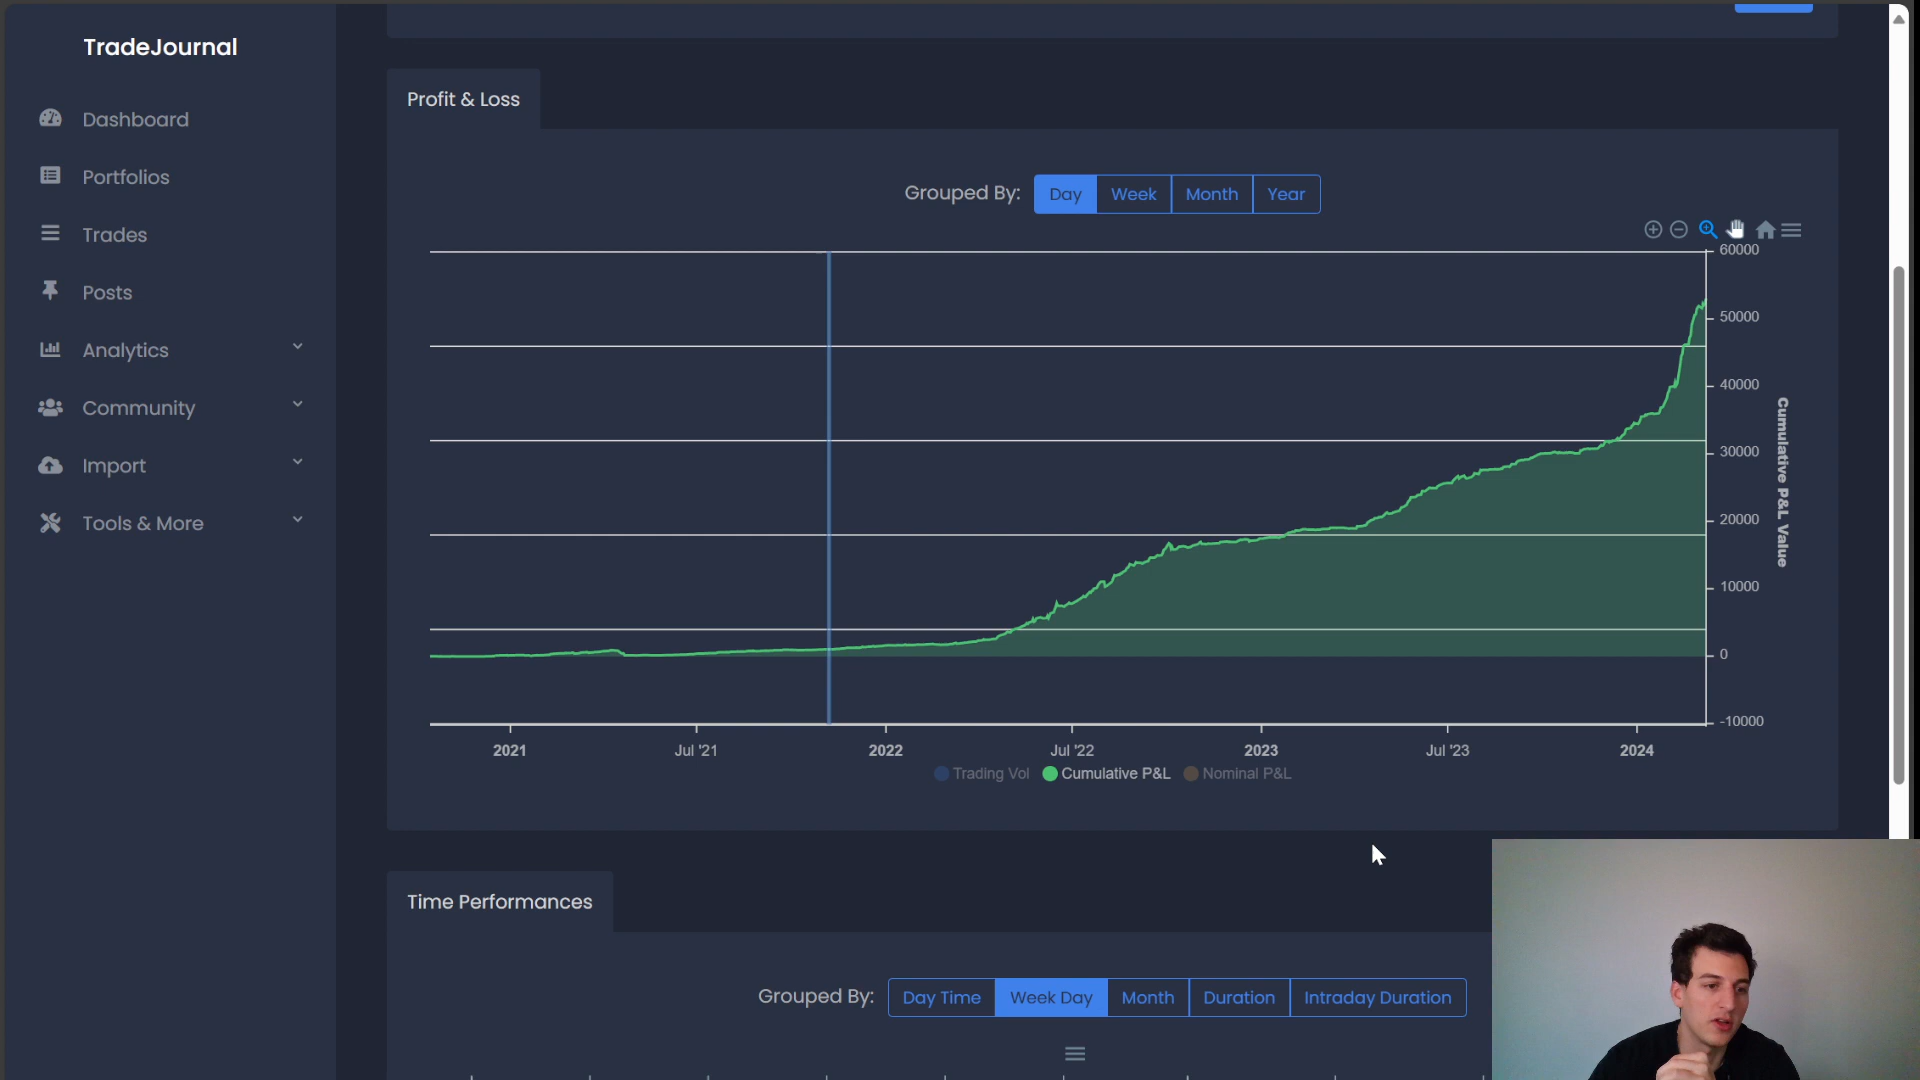 TradeJournal
Dashboard
Portfolios
Trades
Posts
Analytics
Community
Import
Tools & More
Profit & Loss
Grouped By: Day Week Month Year
60000
50000
40000
30000
20000
10000
0
-10000
Cumulative P&L Value
2021 Jul '21 2022 Jul '22 2023 Jul '23 2024
Trading Vol Cumulative P&L Nominal P&L
Time Performances
Grouped By: Day Time Week Day Month Duration Intraday Duration